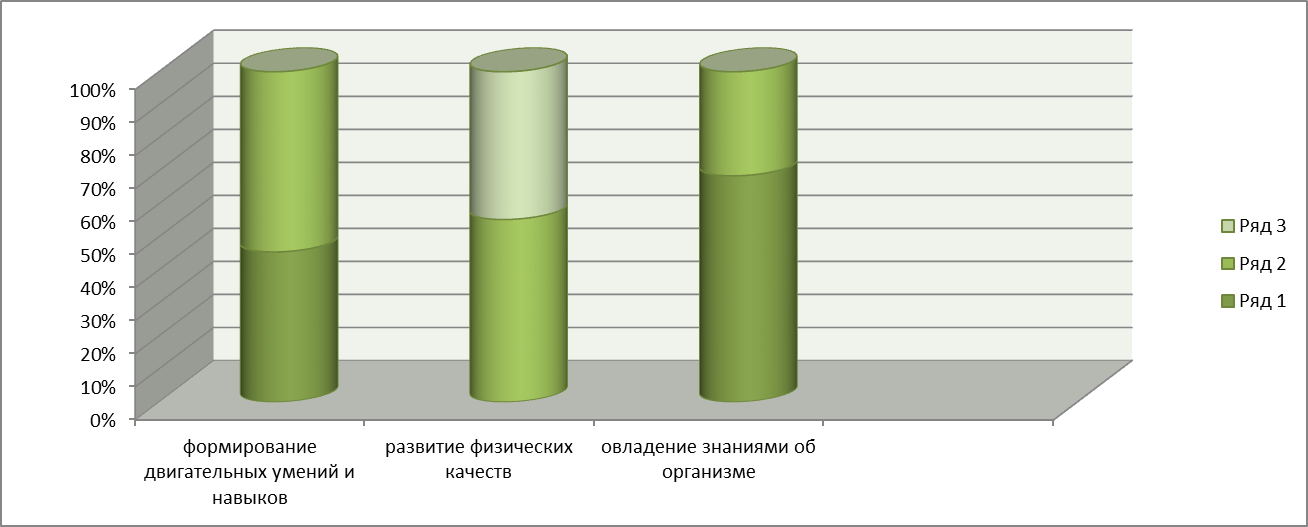 100%
90%
80%
70%
60%
50%
40%
30%
20%
10%
0%
формирование
двигательных умений и
навыков
развитие физических
качеств
овладение знаниями об
организме
Ряд 3
Ряд 2
Ряд 1